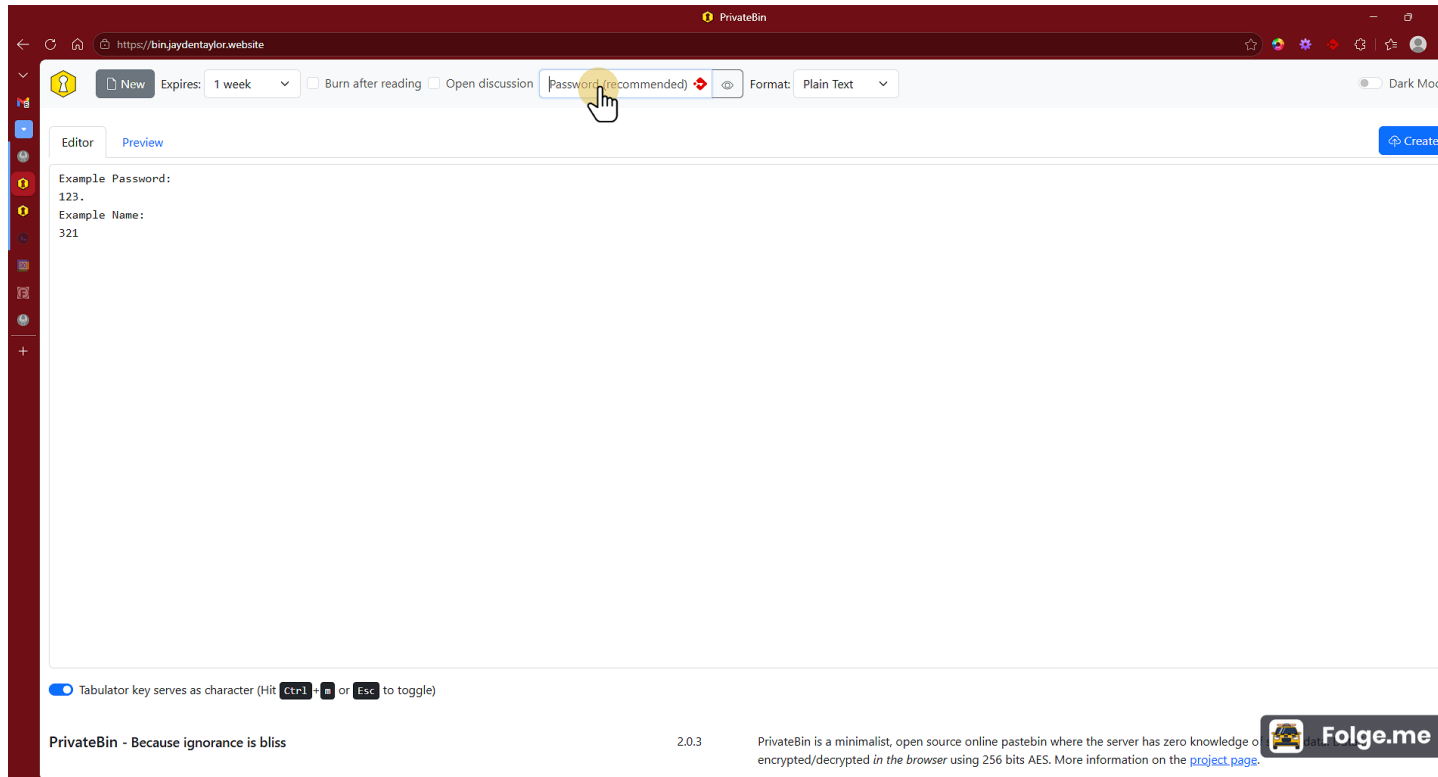 PrivateBin
https://bin.jaydentaylor.website
New Expires: 1 week Burn after reading Open discussion Password (recommended) Format: Plain Text Dark Mod
Editor Preview Create
Example Password:
123.
Example Name:
321
Tabulator key serves as character (Hit Ctrl + m or Esc to toggle)
PrivateBin - Because ignorance is bliss 2.0.3 PrivateBin is a minimalist, open source online pastebin where the server has zero knowledge of
encrypted/decrypted in the browser using 256 bits AES. More information on the project page.
Folge.me